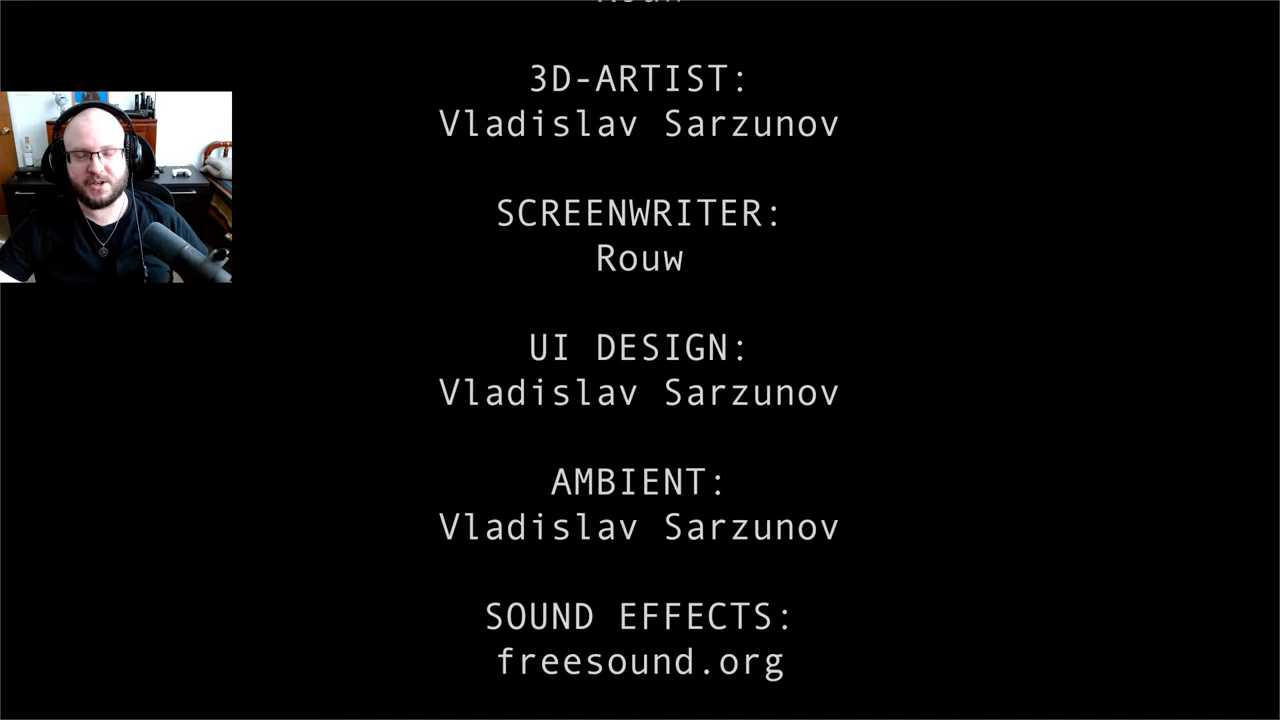 3D-ARTIST:
Vladislav Sarzunov
SCREENWRITER:
Rouw
UI DESIGN:
Vladislav Sarzunov
AMBIENT:
Vladislav Sarzunov
SOUND EFFECTS:
freesound.org